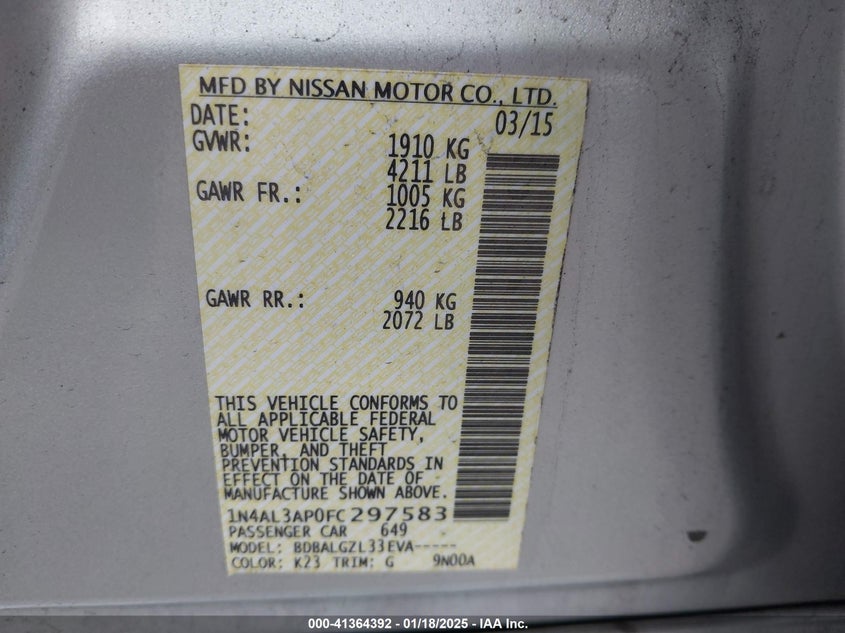 MFD BY NISSAN MOTOR CO., LTD.
DATE: 03/15
GVWR: 1910 KG
4211 LB
GAWR FR.: 1005 KG
2216 LB
GAWR RR.: 940 KG
2072 LB
THIS VEHICLE CONFORMS TO
ALL APPLICABLE FEDERAL
MOTOR VEHICLE SAFETY,
BUMPER, AND THEFT
PREVENTION STANDARDS IN
EFFECT ON THE DATE OF
MANUFACTURE SHOWN ABOVE.
1N4AL3AP0FC297583
PASSENGER CAR 649
MODEL: BDBALGZL33EVA-----
COLOR: K23 TRIM: G 9N00A
000-41364392 - 01/18/2025 - IAA Inc.